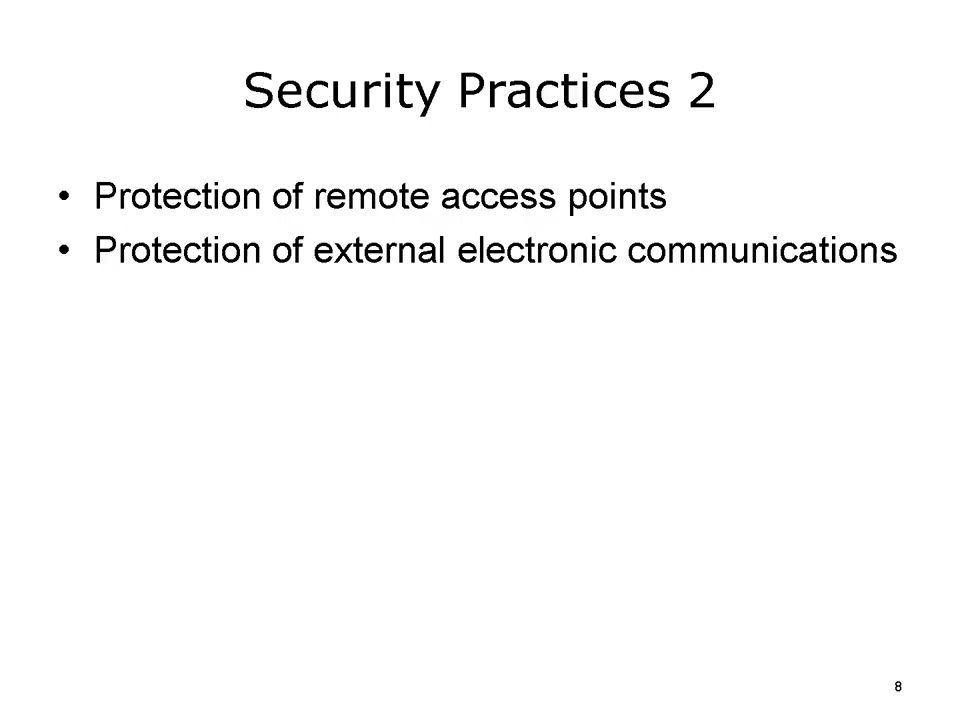 Security Practices 2
• Protection of remote access points
• Protection of external electronic communications
8